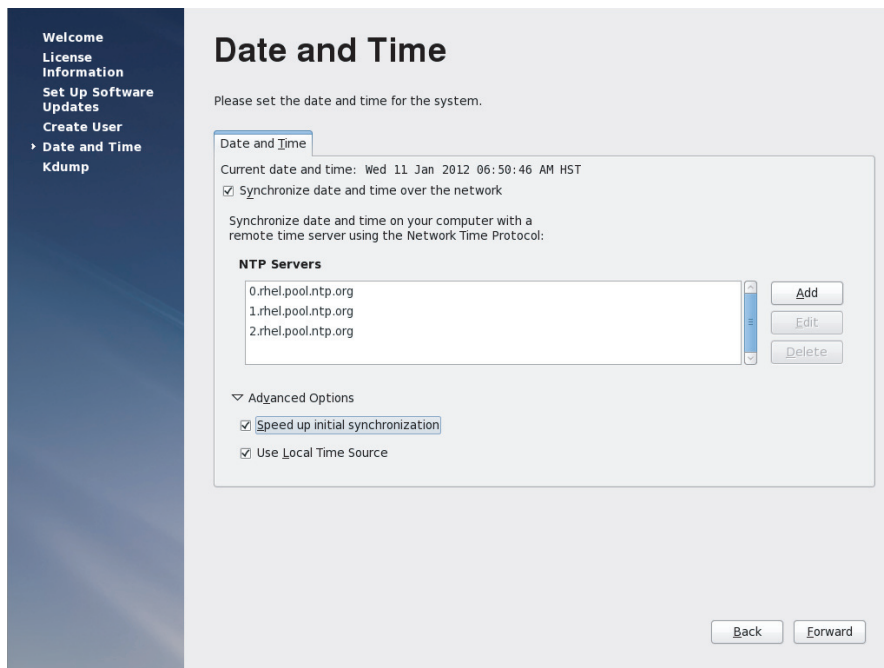 Welcome
License
Information
Set Up Software
Updates
Create User
Date and Time
Kdump
Date and Time
Please set the date and time for the system.
Date and Time
Current date and time: Wed 11 Jan 2012 06:50:46 AM HST
Synchronize date and time over the network
Synchronize date and time on your computer with a
remote time server using the Network Time Protocol:
NTP Servers
0.rhel.pool.ntp.org
1.rhel.pool.ntp.org
2.rhel.pool.ntp.org
Add
Edit
Delete
Advanced Options
Speed up initial synchronization
Use Local Time Source
Back
Forward